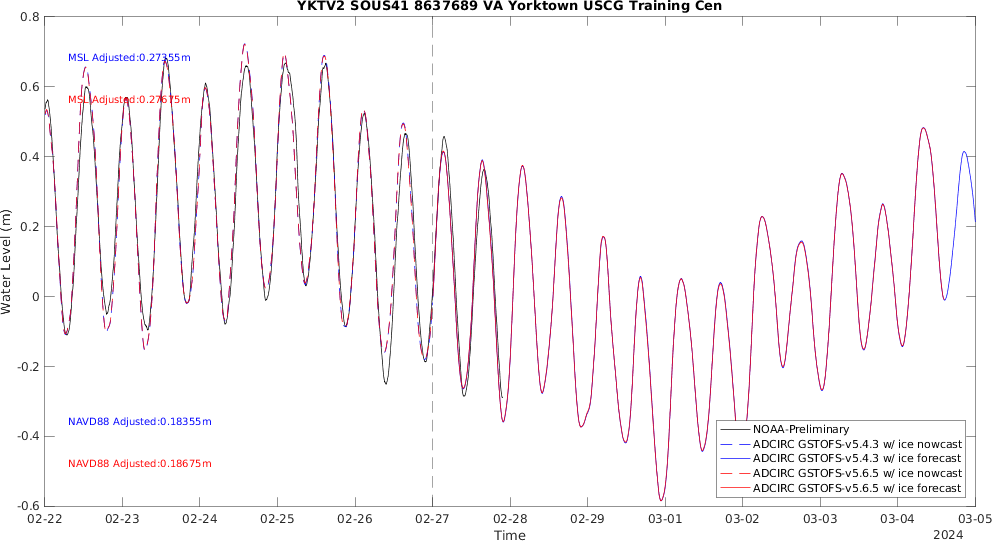 YKTV2 SOUS41 8637689 VA Yorktown USCG Training Cen
0.8
0.6
0.4
0.2
0
-0.2
-0.4
-0.6
Water Level (m)
MSL Adjusted:0.27355m
MSL Adjusted:0.27675m
NAVD88 Adjusted:0.18355m
NAVD88 Adjusted:0.18675m
NOAA-Preliminary
ADCIRC GSTOFS-v5.4.3 w/ ice nowcast
ADCIRC GSTOFS-v5.4.3 w/ ice forecast
ADCIRC GSTOFS-v5.6.5 w/ ice nowcast
ADCIRC GSTOFS-v5.6.5 w/ ice forecast
02-22 02-23 02-24 02-25 02-26 02-27 02-28 02-29 03-01 03-02 03-03 03-04 03-05
Time
2024